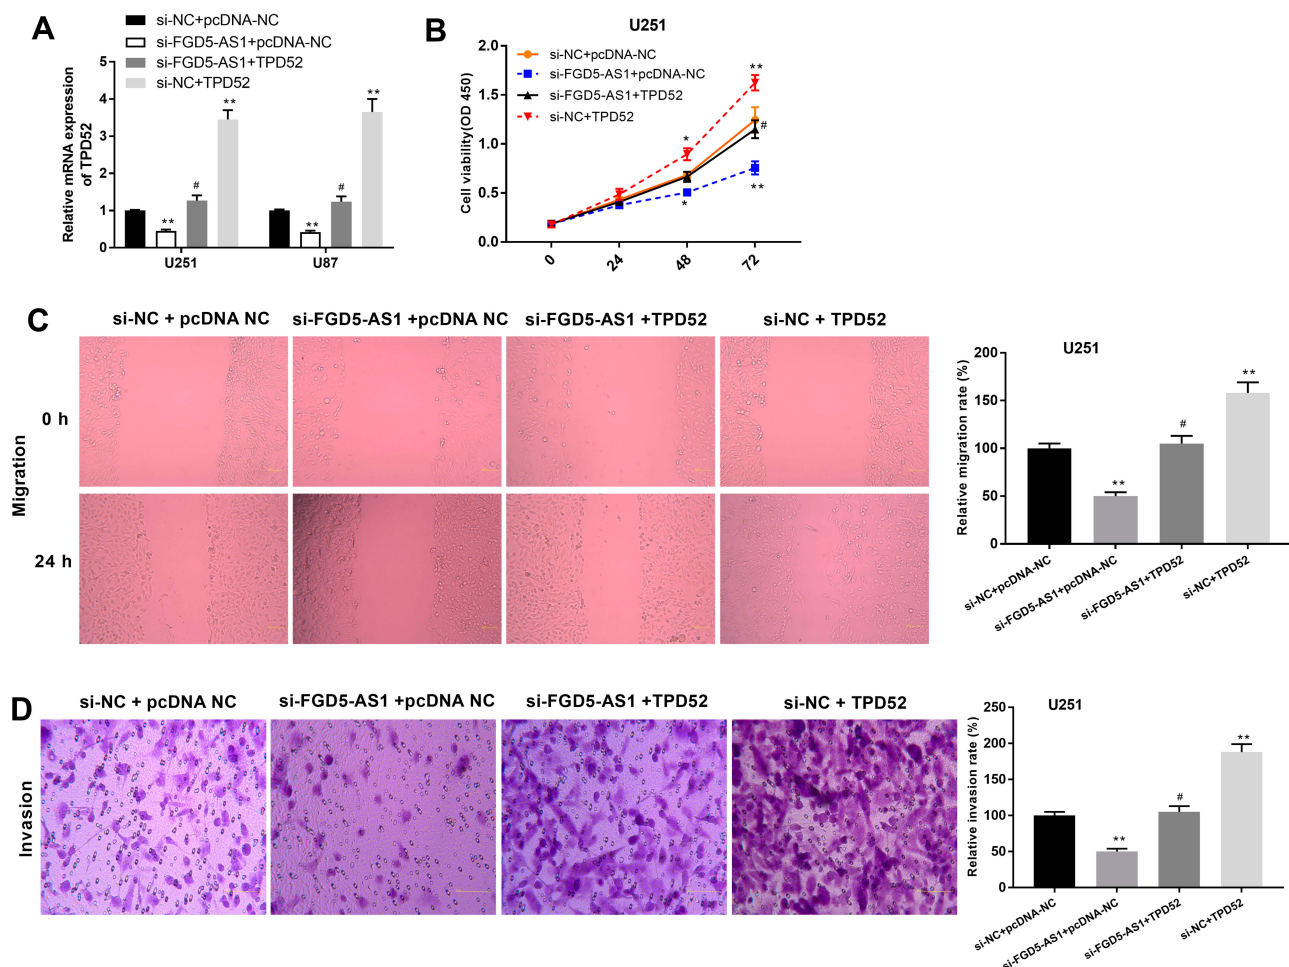 A
si-NC+pcDNA-NC
si-FGD5-AS1+pcDNA-NC
si-FGD5-AS1+TPD52
si-NC+TPD52
Relative mRNA expression
of TPD52
5
4
3
2
1
0
**
#
**
**
#
**
U251
U87
B
U251
si-NC+pcDNA-NC
si-FGD5-AS1+pcDNA-NC
si-FGD5-AS1+TPD52
si-NC+TPD52
Cell viability(OD 450)
2.0
1.5
1.0
0.5
0.0
*
*
**
#
**
0
24
48
72
C
si-NC + pcDNA NC
si-FGD5-AS1 +pcDNA NC
si-FGD5-AS1 +TPD52
si-NC + TPD52
Migration
0 h
24 h
U251
Relative migration rate (%)
200
150
100
50
0
**
#
**
si-NC+pcDNA-NC
si-FGD5-AS1+pcDNA-NC
si-FGD5-AS1+TPD52
si-NC+TPD52
D
si-NC + pcDNA NC
si-FGD5-AS1 +pcDNA NC
si-FGD5-AS1 +TPD52
si-NC + TPD52
Invasion
U251
Relative invasion rate (%)
250
200
150
100
50
0
**
#
**
si-NC+pcDNA-NC
si-FGD5-AS1+pcDNA-NC
si-FGD5-AS1+TPD52
si-NC+TPD52